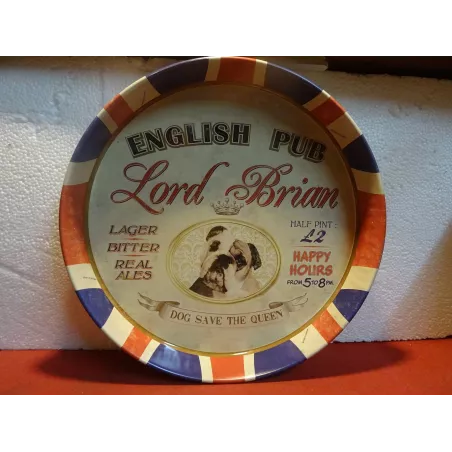 ENGLISH PUB
Lord Brian
LAGER
BITTER
REAL
ALES
HALF PINT :
£2
HAPPY
HOURS
FROM 5 TO 8 PM.
DOG SAVE THE QUEEN